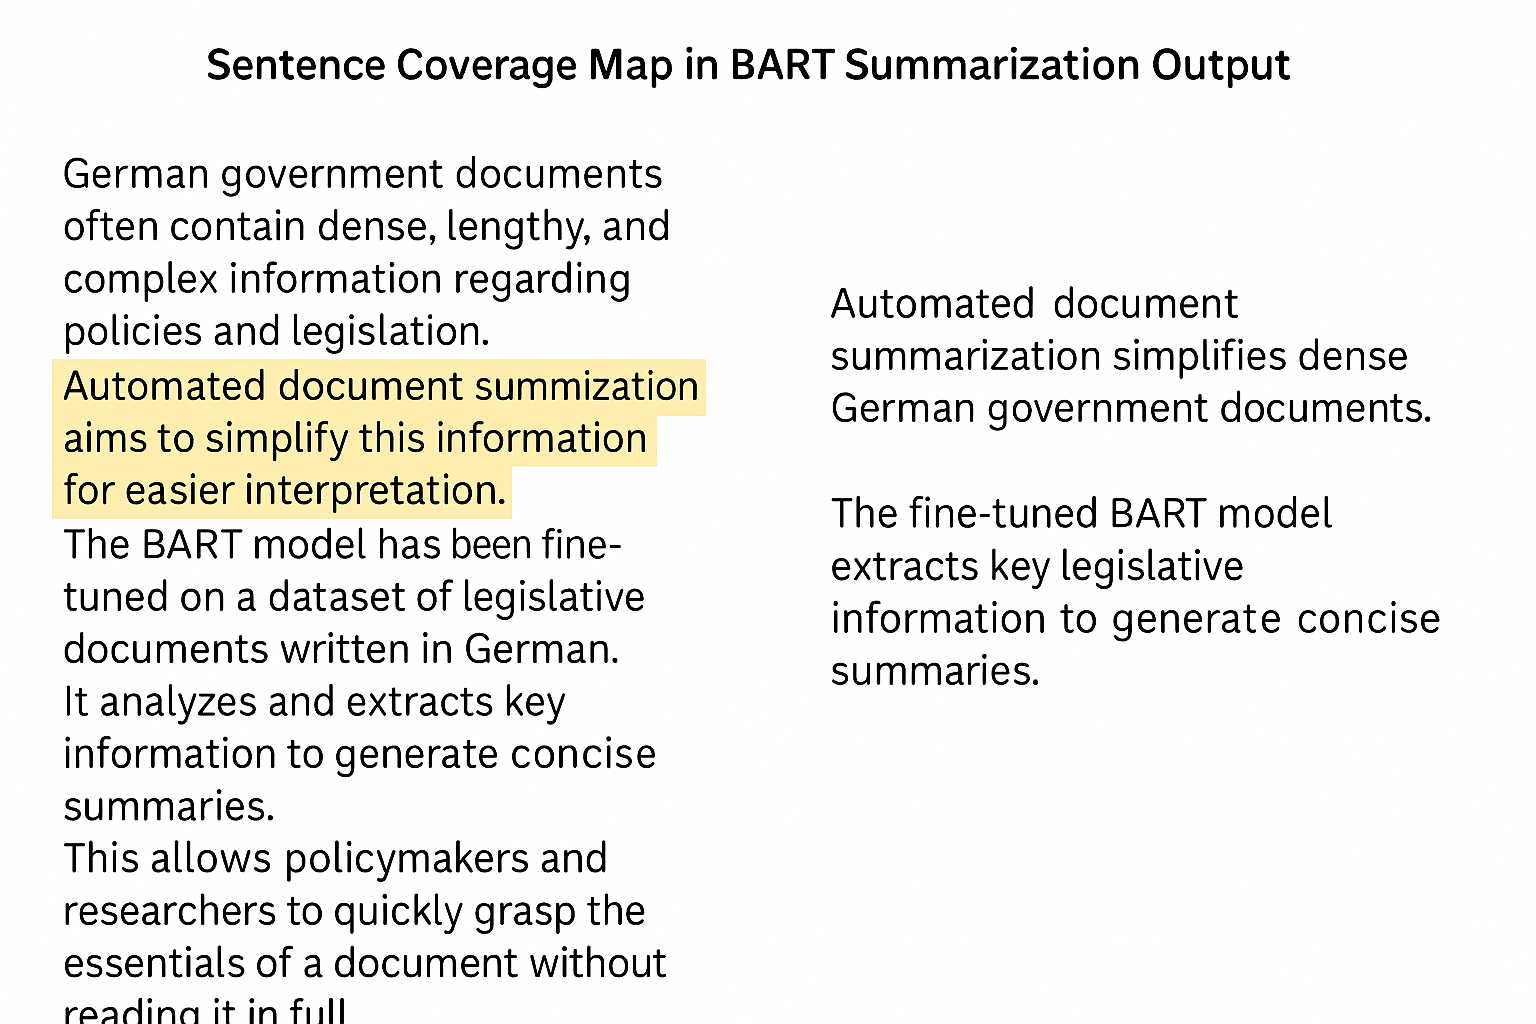 Sentence Coverage Map in BART Summarization Output
German government documents
often contain dense, lengthy, and
complex information regarding
policies and legislation.
Automated document summization
aims to simplify this information
for easier interpretation.
The BART model has been fine-
tuned on a dataset of legislative
documents written in German.
It analyzes and extracts key
information to generate concise
summaries.
This allows policymakers and
researchers to quickly grasp the
essentials of a document without
reading it in full
Automated document
summarization simplifies dense
German government documents.
The fine-tuned BART model
extracts key legislative
information to generate concise
summaries.